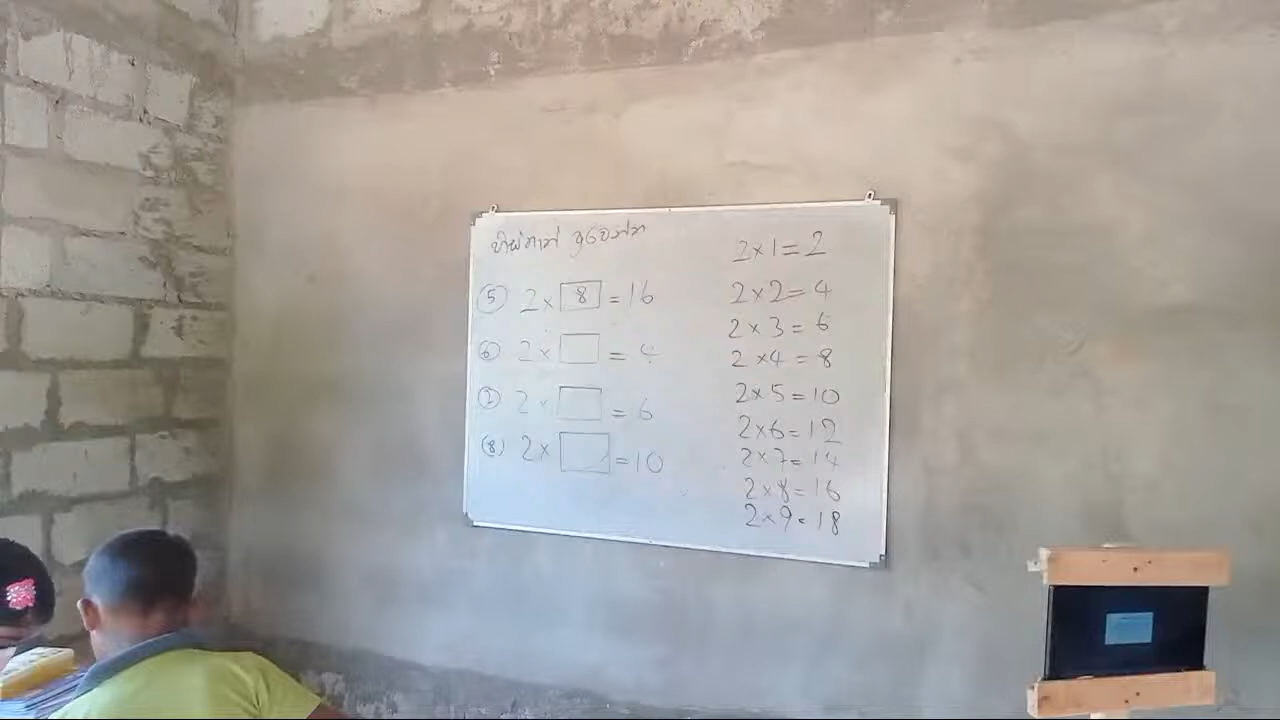 හිස්තැන් පුරවන්න
⑤ 2 × 8 = 16
⑥ 2 × = 4
⑦ 2 × = 6
⑧ 2 × = 10
2 × 1 = 2
2 × 2 = 4
2 × 3 = 6
2 × 4 = 8
2 × 5 = 10
2 × 6 = 12
2 × 7 = 14
2 × 8 = 16
2 × 9 = 18